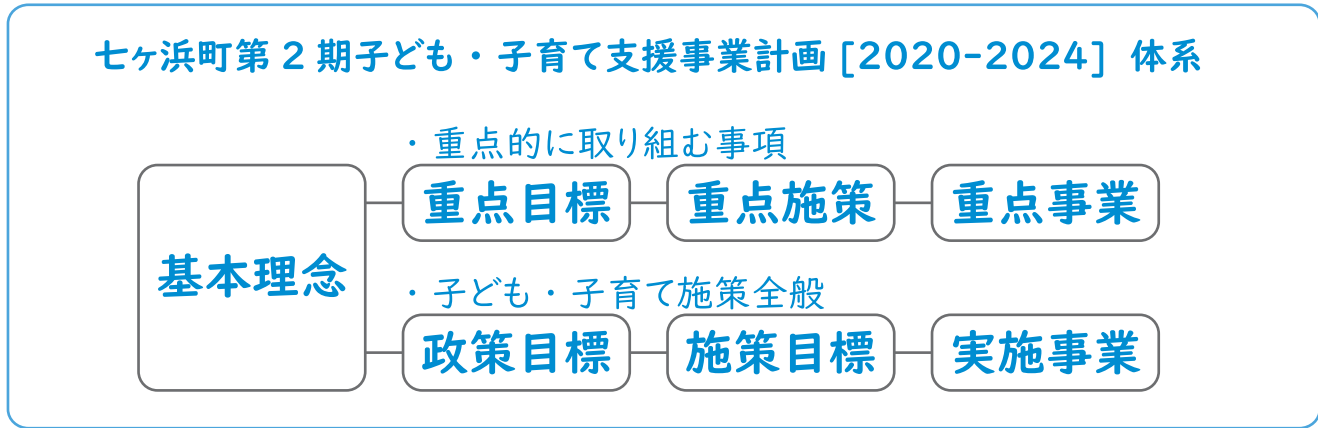 七ヶ浜町第2期子ども・子育て支援事業計画[2020-2024] 体系
・重点的に取り組む事項
重点目標
重点施策
重点事業
基本理念
・子ども・子育て施策全般
政策目標
施策目標
実施事業